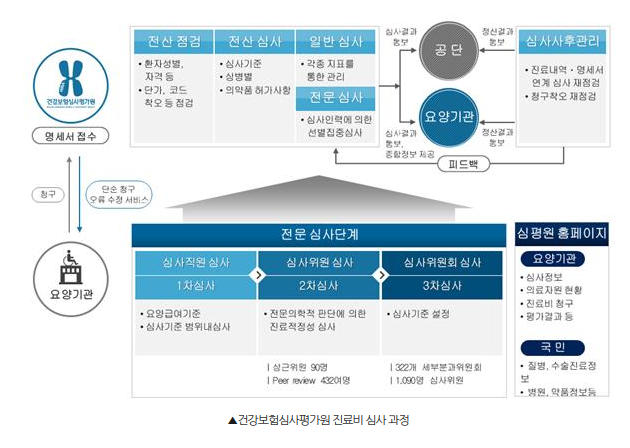 건강보험심사평가원
명세서접수
청구
단순 청구
오류 수정 서비스
요양기관
전산 점검
• 환자성별,
자격 등
• 단가, 코드
착오 등 점검
전산 심사
• 심사기준
• 상병별
• 의약품 허가사항
일반 심사
• 각종 지표를
통한 관리
전문 심사
• 심사인력에 의한
선별집중심사
심사결과
통보
공단
정산결과
통보
요양기관
심사결과
통보,
종합정보 제공
정산결과
통보
심사사후관리
• 진료내역·명세서
연계 심사 재점검
• 청구착오 재점검
피드백
전문 심사단계
심사직원 심사
1차심사
• 요양급여기준
• 심사기준 범위내심사
심사위원 심사
2차심사
• 전문의학적 판단에 의한
진료적정성 심사
| 상근위원 90명
| Peer review 432여명
심사위원회 심사
3차심사
• 심사기준 설정
| 322개 세부분과위원회
| 1,090명 심사위원
심평원 홈페이지
요양기관
• 심사정보
• 의료자원 현황
• 진료비 청구
• 평가결과 등
국 민
• 질병, 수술진료정
보
• 병원, 약품정보등
▲건강보험심사평가원 진료비 심사 과정